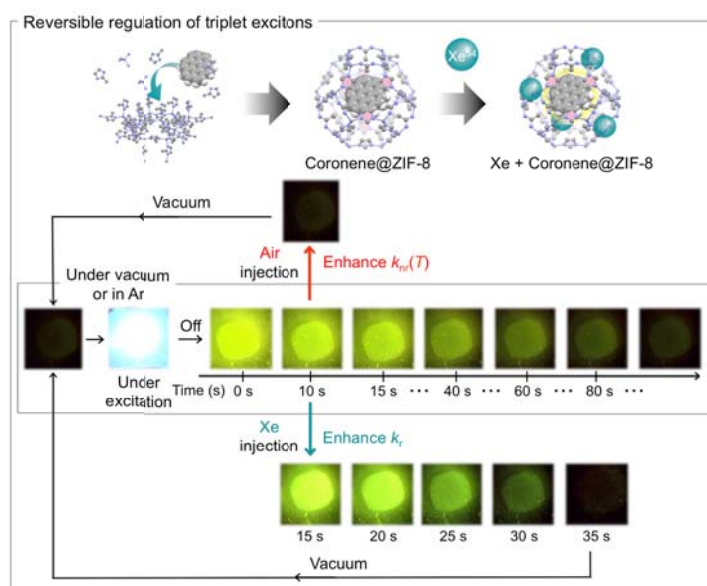 Reversible regulation of triplet excitons
Xe⁵⁴
Coronene@ZIF-8
Xe + Coronene@ZIF-8
Vacuum
Air
injection
Enhance kₙᵣ(T)
Under vacuum
or in Ar
Off
Under
excitation
Time (s)
0 s
10 s
15 s
···
40 s
···
60 s
···
80 s
···
Xe
injection
Enhance kᵣ
15 s
20 s
25 s
30 s
35 s
Vacuum